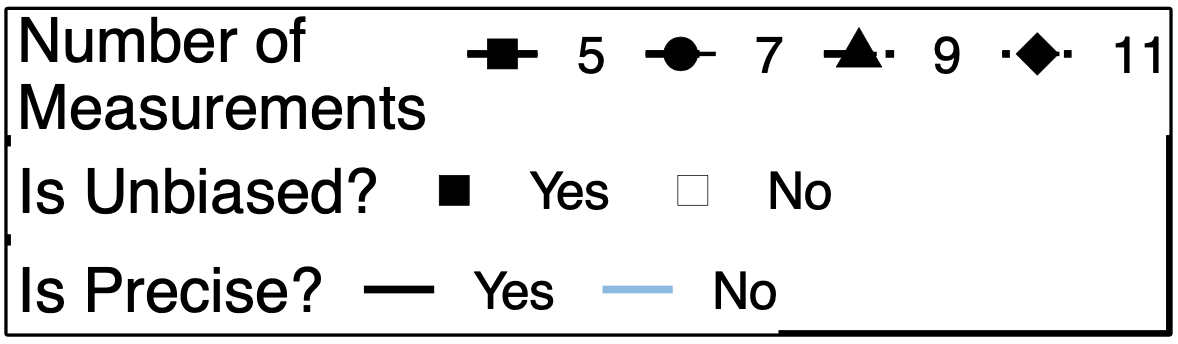 Number of Measurements 5 7 9 11
Is Unbiased? Yes No
Is Precise? Yes No